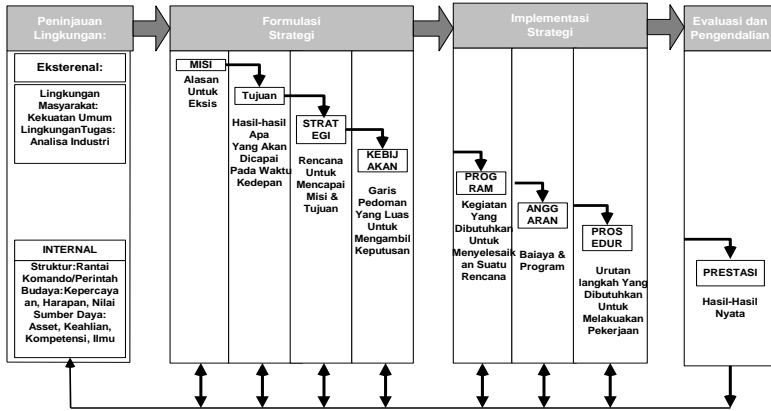 Peninjauan
Lingkungan:
Eksterenal:
Lingkungan
Masyarakat:
Kekuatan Umum
LingkunganTugas:
Analisa Industri
INTERNAL
Struktur:Rantai
Komando/Perintah
Budaya:Kepercay
aan, Harapan, Nilai
Sumber Daya:
Asset, Keahlian,
Kompetensi, Ilmu
Formulasi
Strategi
MISI
Alasan
Untuk
Eksis
Tujuan
Hasil-hasil
Apa
Yang Akan
Dicapai
Pada Waktu
Kedepan
STRAT
EGI
Rencana
Untuk
Mencapai
Misi &
Tujuan
KEBIJ
AKAN
Garis
Pedoman
Yang Luas
Untuk
Mengambil
Keputusan
Implementasi
Strategi
PROG
RAM
Kegiatan
Yang
Dibutuhkan
Untuk
Menyelesaik
an Suatu
Rencana
ANGG
ARAN
Baiaya &
Program
PROS
EDUR
Urutan
langkah Yang
Dibutuhkan
Untuk
Melakuakan
Pekerjaan
Evaluasi dan
Pengendalian
PRESTASI
Hasil-Hasil
Nyata